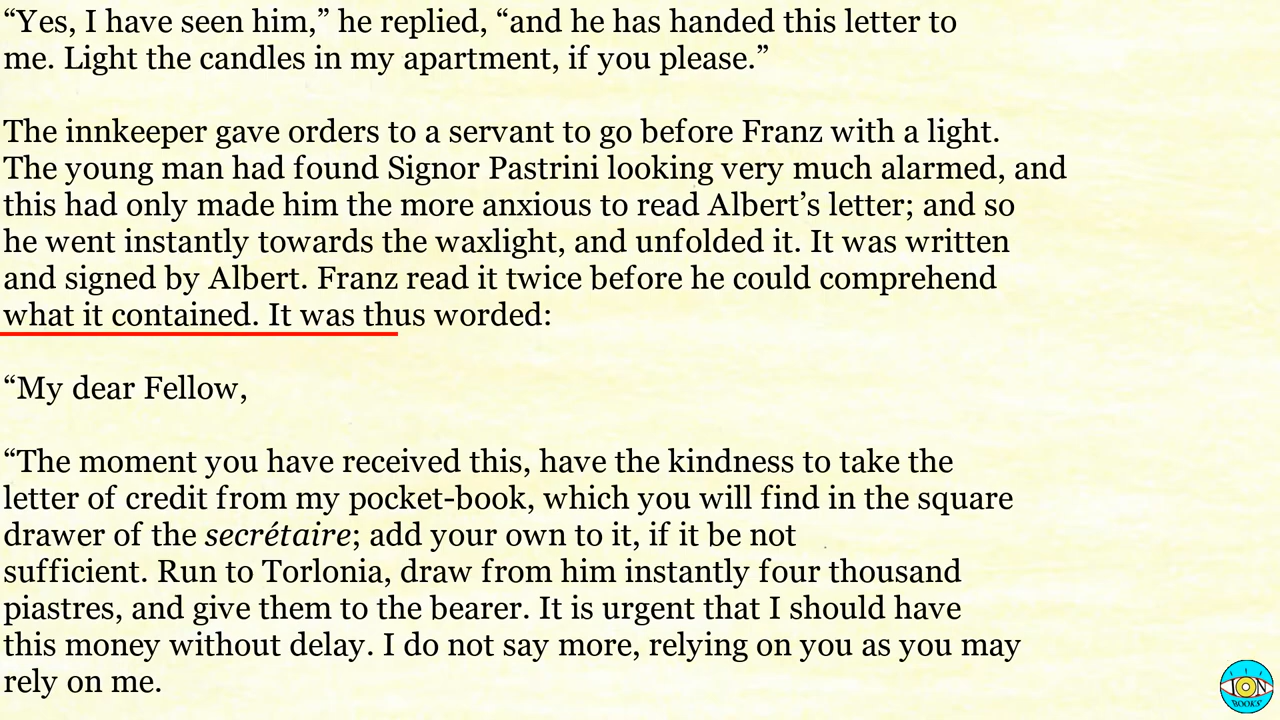 “Yes, I have seen him,” he replied, “and he has handed this letter to
me. Light the candles in my apartment, if you please.”
The innkeeper gave orders to a servant to go before Franz with a light.
The young man had found Signor Pastrini looking very much alarmed, and
this had only made him the more anxious to read Albert’s letter; and so
he went instantly towards the waxlight, and unfolded it. It was written
and signed by Albert. Franz read it twice before he could comprehend
what it contained. It was thus worded:
“My dear Fellow,
“The moment you have received this, have the kindness to take the
letter of credit from my pocket-book, which you will find in the square
drawer of the secrétaire; add your own to it, if it be not
sufficient. Run to Torlonia, draw from him instantly four thousand
piastres, and give them to the bearer. It is urgent that I should have
this money without delay. I do not say more, relying on you as you may
rely on me.
ION
BOOKS